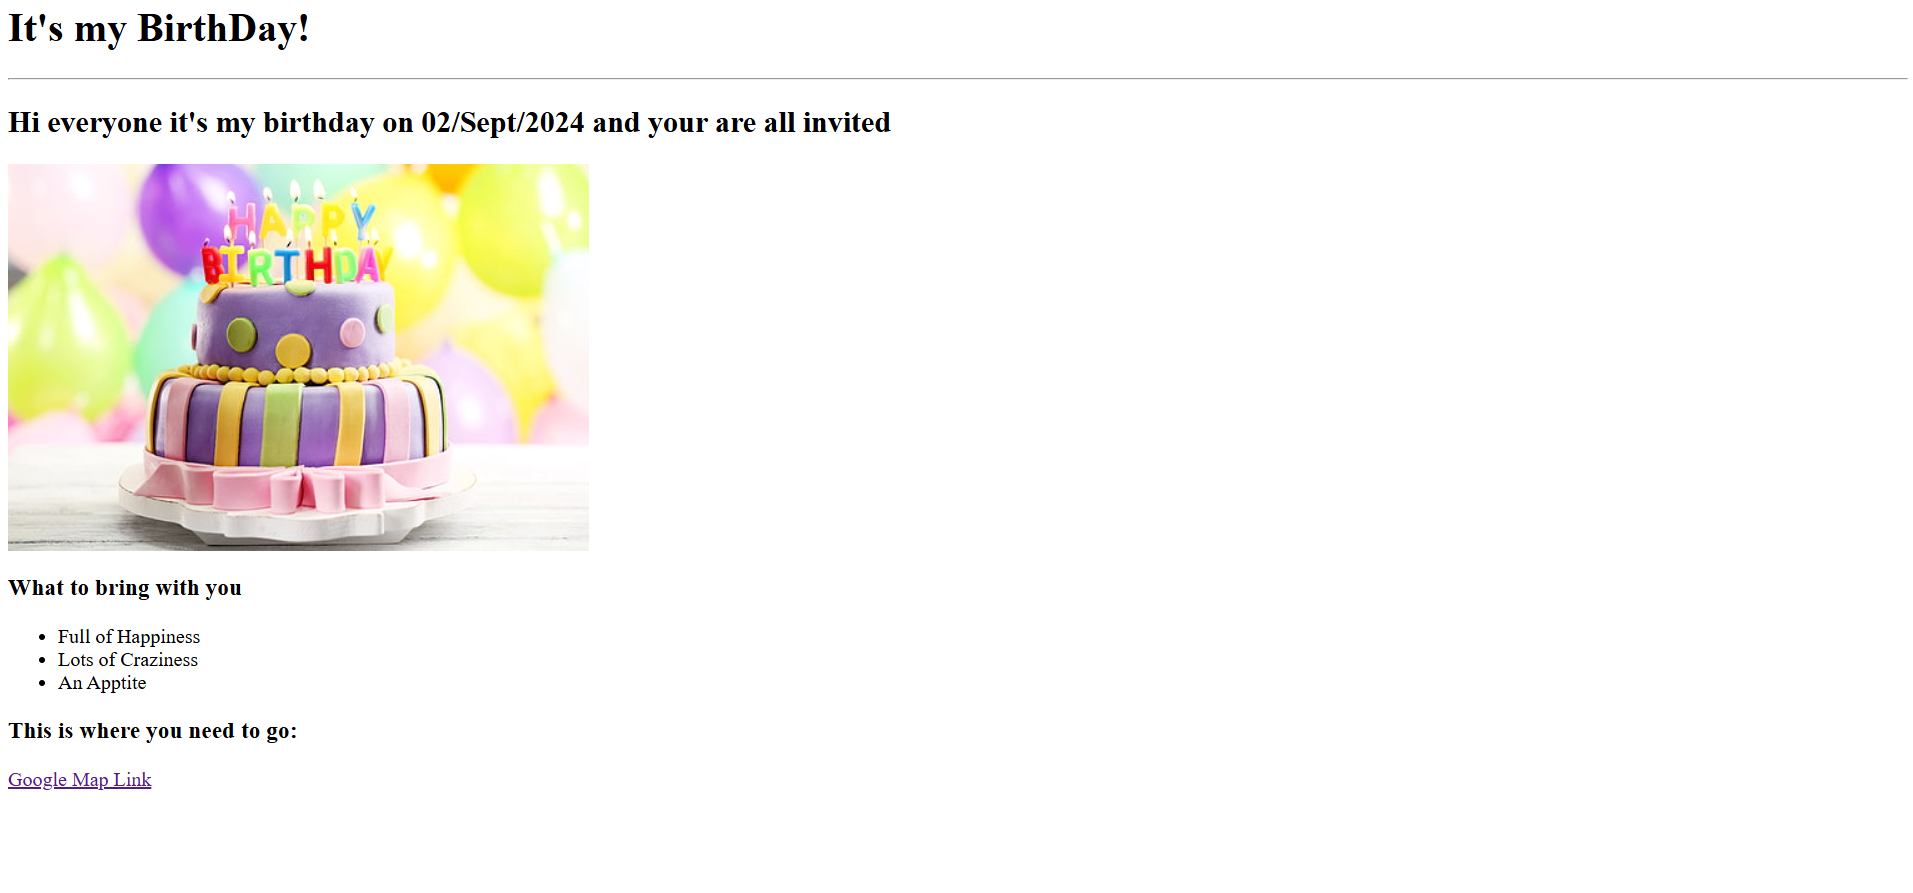 It's my BirthDay!
Hi everyone it's my birthday on 02/Sept/2024 and your are all invited
HAPPY
BIRTHDAY
What to bring with you
Full of Happiness
Lots of Craziness
An Apptite
This is where you need to go:
Google Map Link